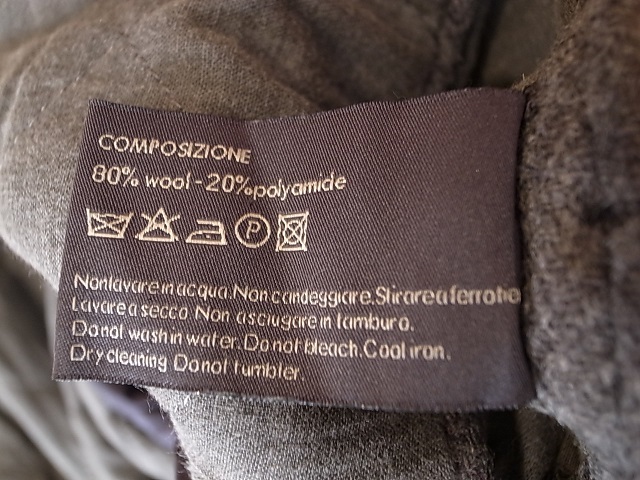 COMPOSIZIONE
80% wool-20%polyamide
P
Non lavare in acqua. Non candeggiare. Stirare a ferro tie
Lavare a secco Non asciugare in tamburo.
Do not wash in water. Do not bleach. Cool iron.
Dry cleaning Do not tumbler.